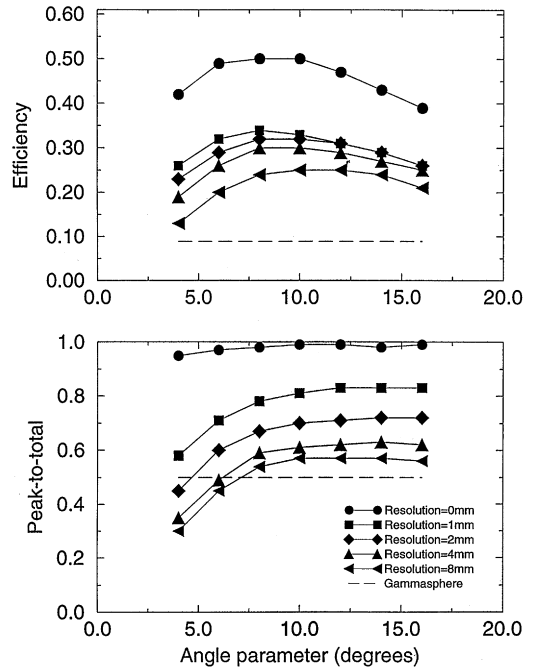 0.60
0.50
0.40
0.30
0.20
0.10
0.00
Efficiency
0.0 5.0 10.0 15.0 20.0
1.0
0.8
0.6
0.4
0.2
0.0
Peak-to-total
Resolution=0mm
Resolution=1mm
Resolution=2mm
Resolution=4mm
Resolution=8mm
Gammasphere
0.0 5.0 10.0 15.0 20.0
Angle parameter (degrees)